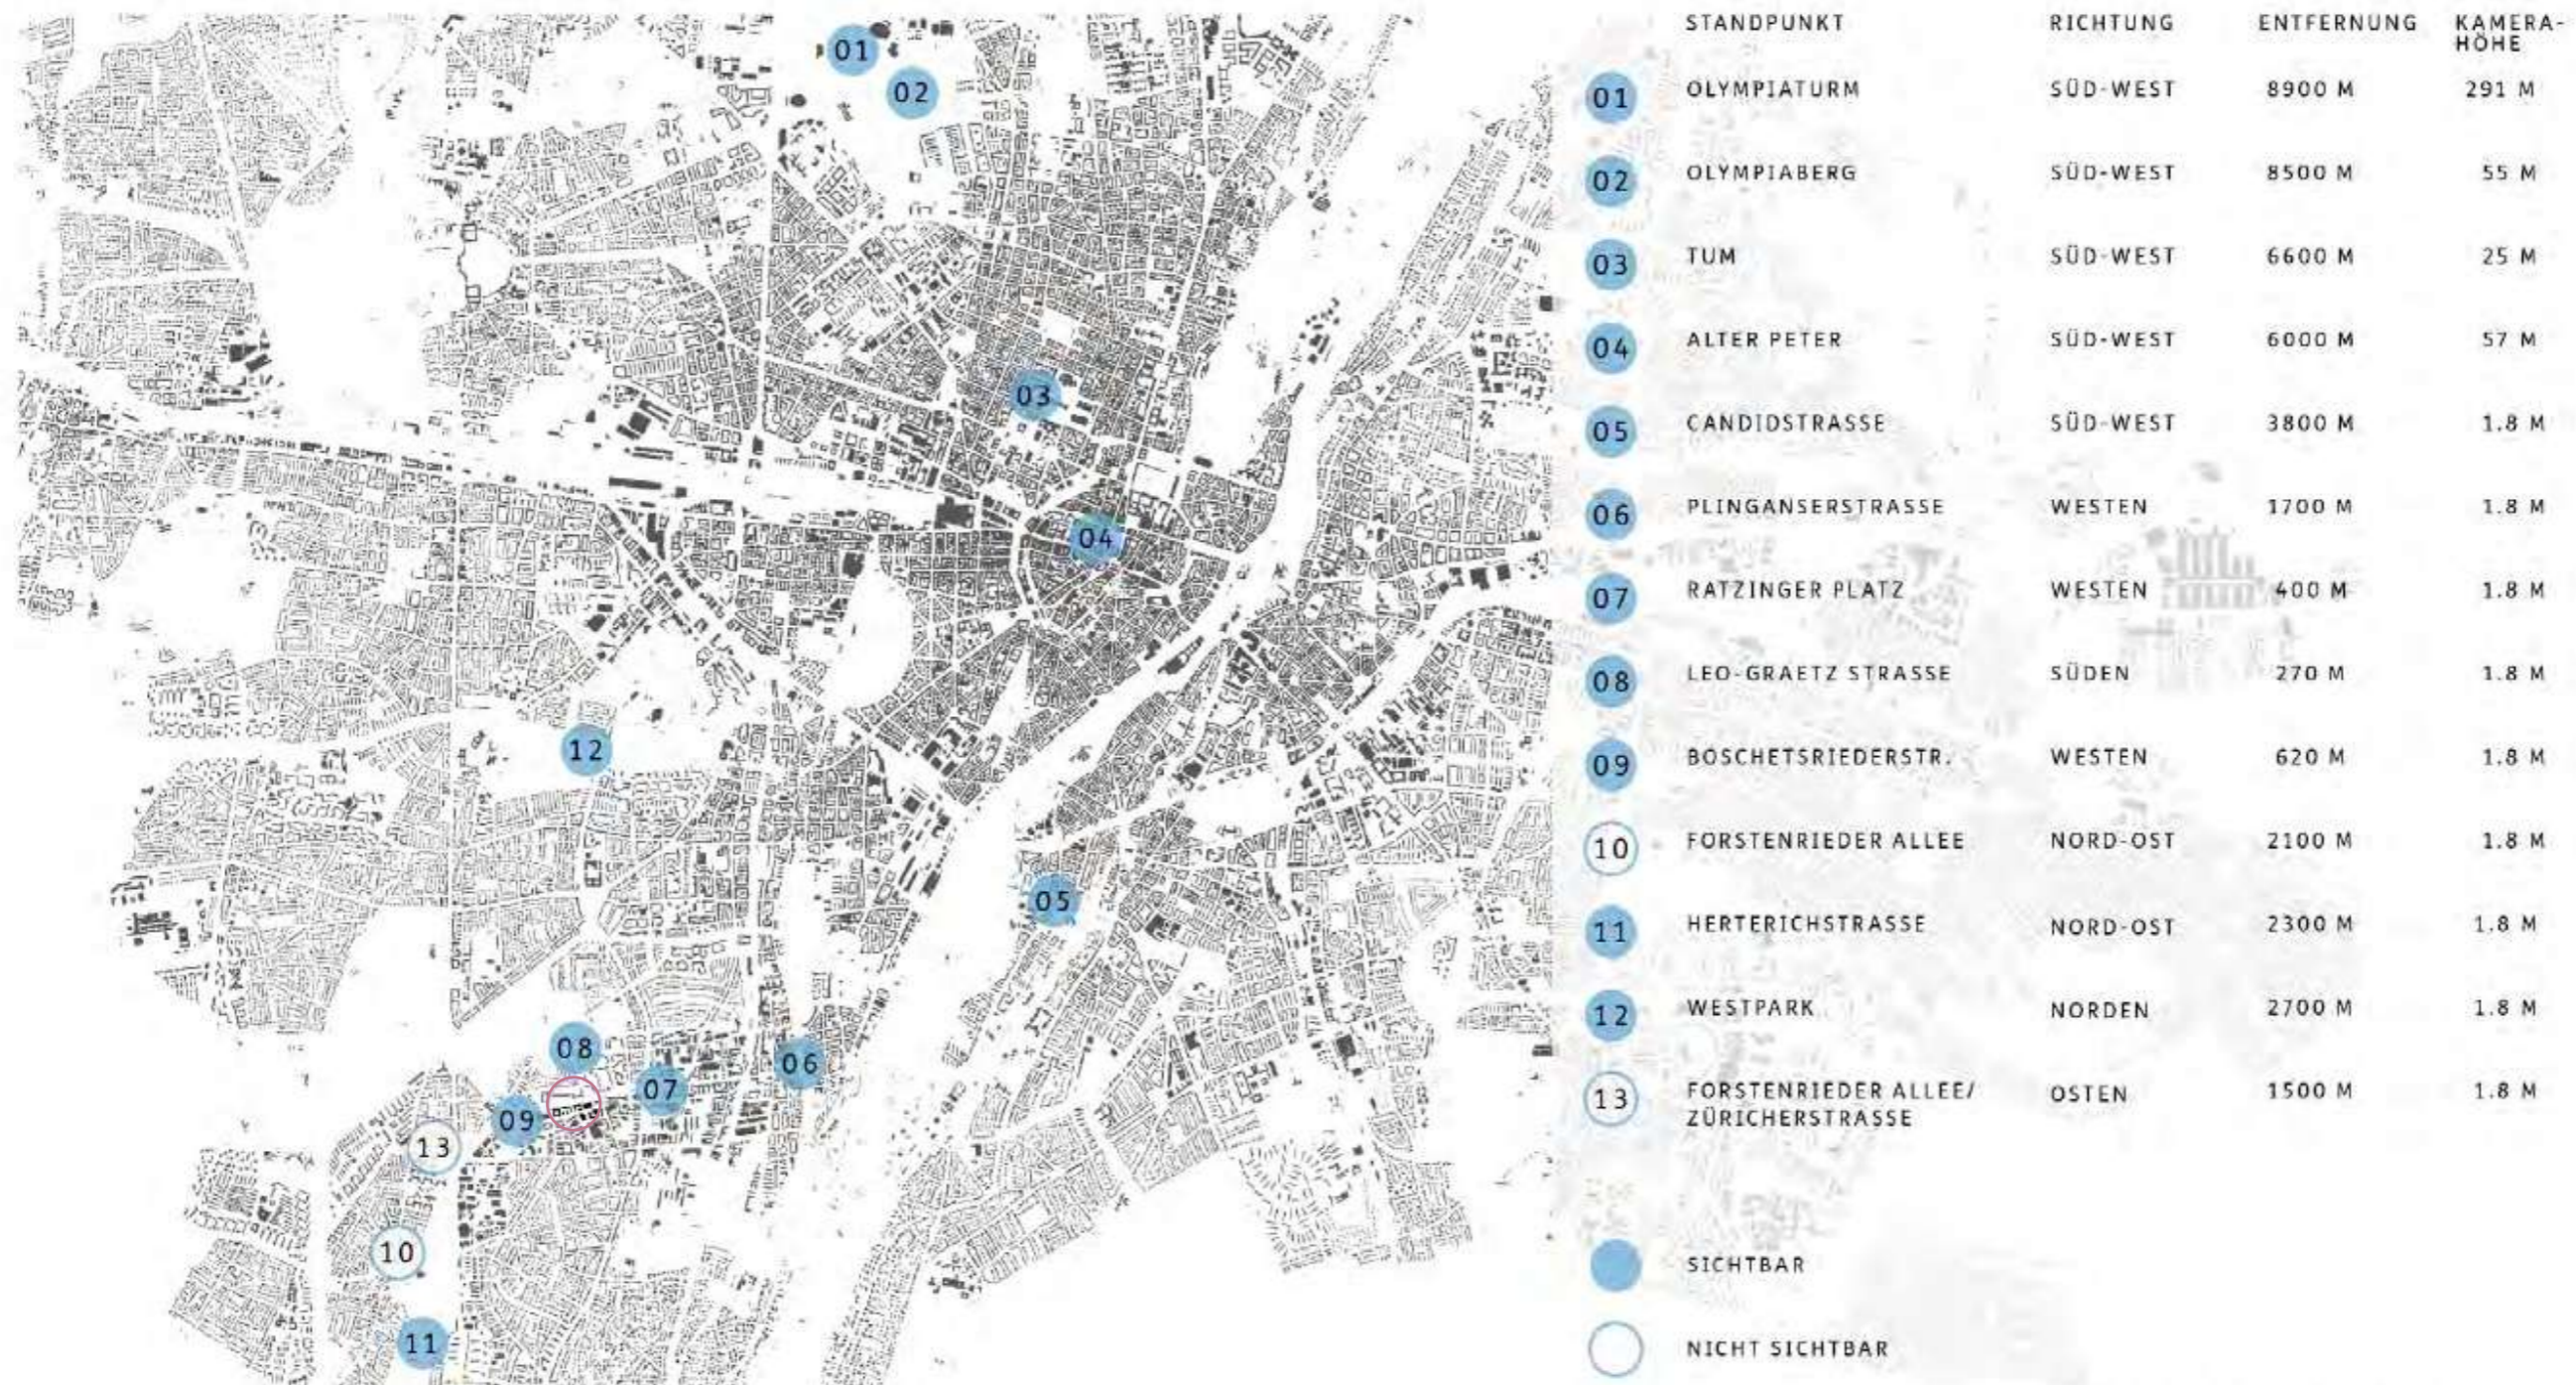 01
02
03
04
05
06
07
08
09
10
11
12
13
STANDPUNKT RICHTUNG ENTFERNUNG KAMERA-
HÖHE
01 OLYMPIATURM SÜD-WEST 8900 M 291 M
02 OLYMPIABERG SÜD-WEST 8500 M 55 M
03 TUM SÜD-WEST 6600 M 25 M
04 ALTER PETER SÜD-WEST 6000 M 57 M
05 CANDIDSTRASSE SÜD-WEST 3800 M 1.8 M
06 PLINGANSERSTRASSE WESTEN 1700 M 1.8 M
07 RATZINGER PLATZ WESTEN 400 M 1.8 M
08 LEO-GRAETZ STRASSE SÜDEN 270 M 1.8 M
09 BOSCHETSRIEDERSTR. WESTEN 620 M 1.8 M
10 FORSTENRIEDER ALLEE NORD-OST 2100 M 1.8 M
11 HERTERICHSTRASSE NORD-OST 2300 M 1.8 M
12 WESTPARK NORDEN 2700 M 1.8 M
13 FORSTENRIEDER ALLEE/ OSTEN 1500 M 1.8 M
ZÜRICHERSTRASSE
SICHTBAR
NICHT SICHTBAR